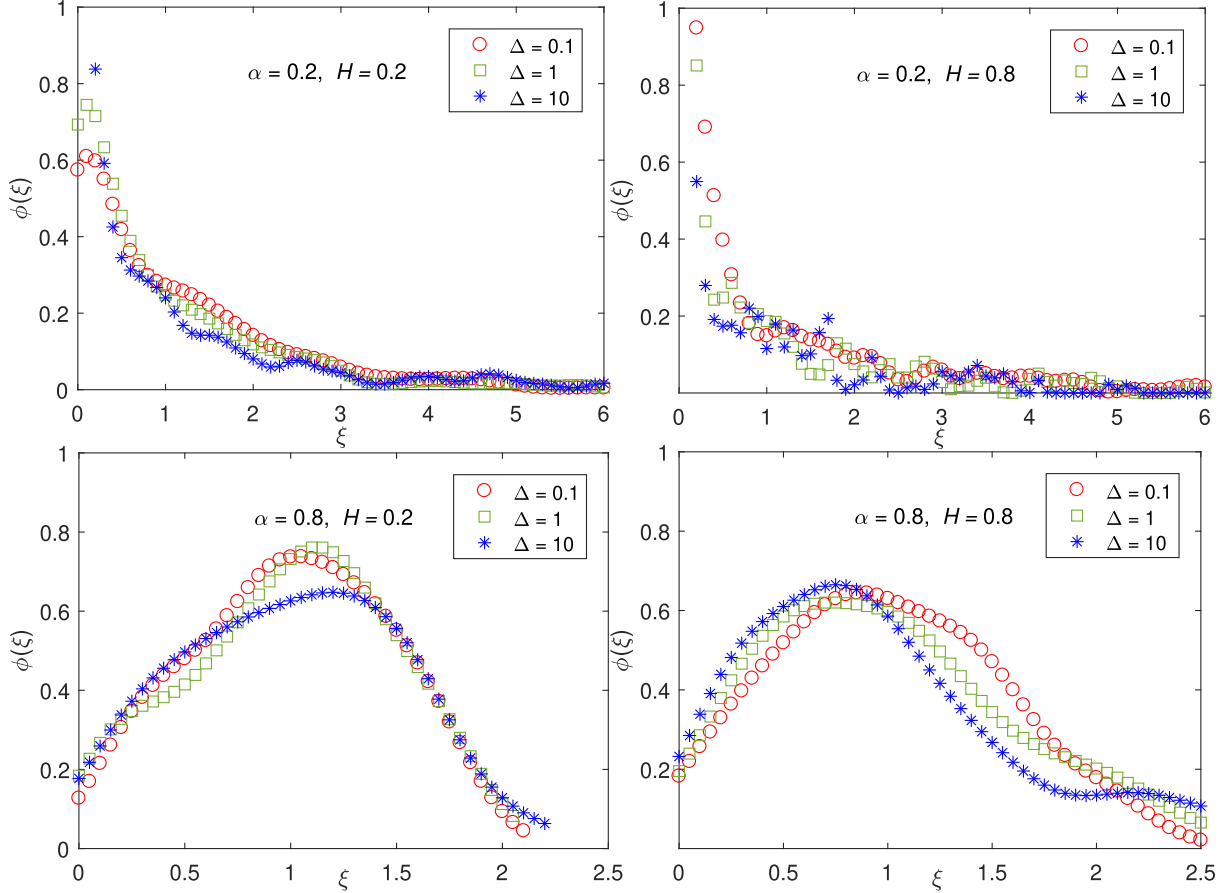 1
0.8
0.6
0.4
0.2
0
ϕ(ξ)
0 1 2 3 4 5 6
ξ
α = 0.2, H = 0.2
Δ = 0.1
Δ = 1
Δ = 10
1
0.8
0.6
0.4
0.2
ϕ(ξ)
0 1 2 3 4 5 6
ξ
α = 0.2, H = 0.8
Δ = 0.1
Δ = 1
Δ = 10
1
0.8
0.6
0.4
0.2
0
ϕ(ξ)
0 0.5 1 1.5 2 2.5
ξ
α = 0.8, H = 0.2
Δ = 0.1
Δ = 1
Δ = 10
1
0.8
0.6
0.4
0.2
0
ϕ(ξ)
0 0.5 1 1.5 2 2.5
ξ
α = 0.8, H = 0.8
Δ = 0.1
Δ = 1
Δ = 10